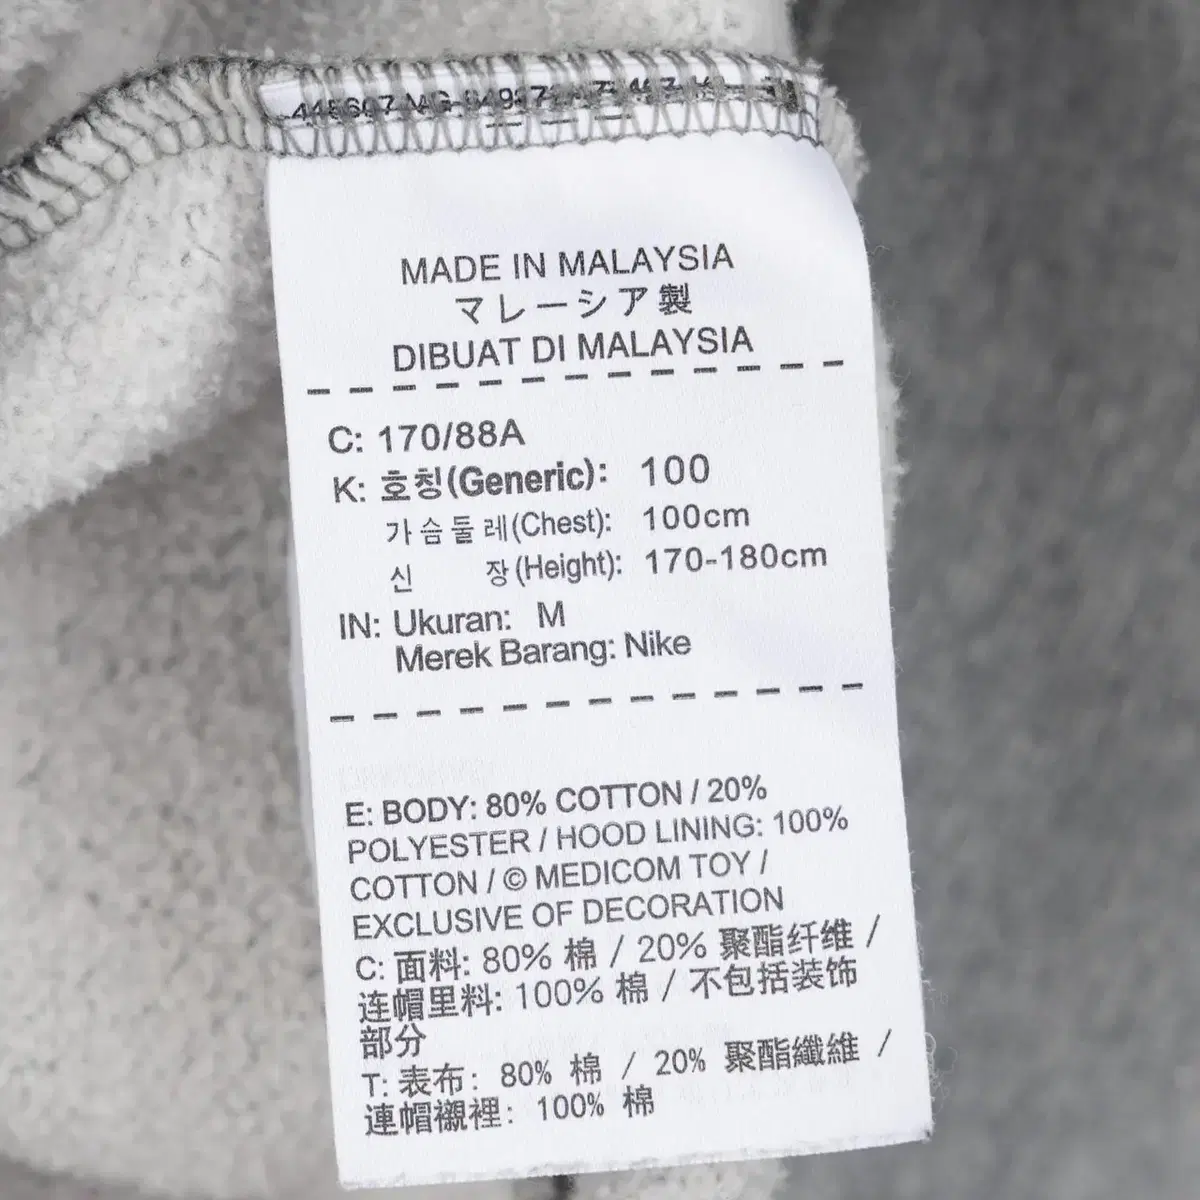 MADE IN MALAYSIA
マレーシア製
DIBUAT DI MALAYSIA
C: 170/88A
K: 호칭(Generic): 100
가슴둘레(Chest): 100cm
신 장(Height): 170-180cm
IN: Ukuran: M
Merek Barang: Nike
E: BODY: 80% COTTON / 20%
POLYESTER / HOOD LINING: 100%
COTTON / © MEDICOM TOY /
EXCLUSIVE OF DECORATION
C: 面料: 80% 棉 / 20% 聚酯纤维 /
连帽里料: 100% 棉 / 不包括装饰
部分
T: 表布: 80% 棉 / 20% 聚酯纖維 /
連帽襯裡: 100% 棉